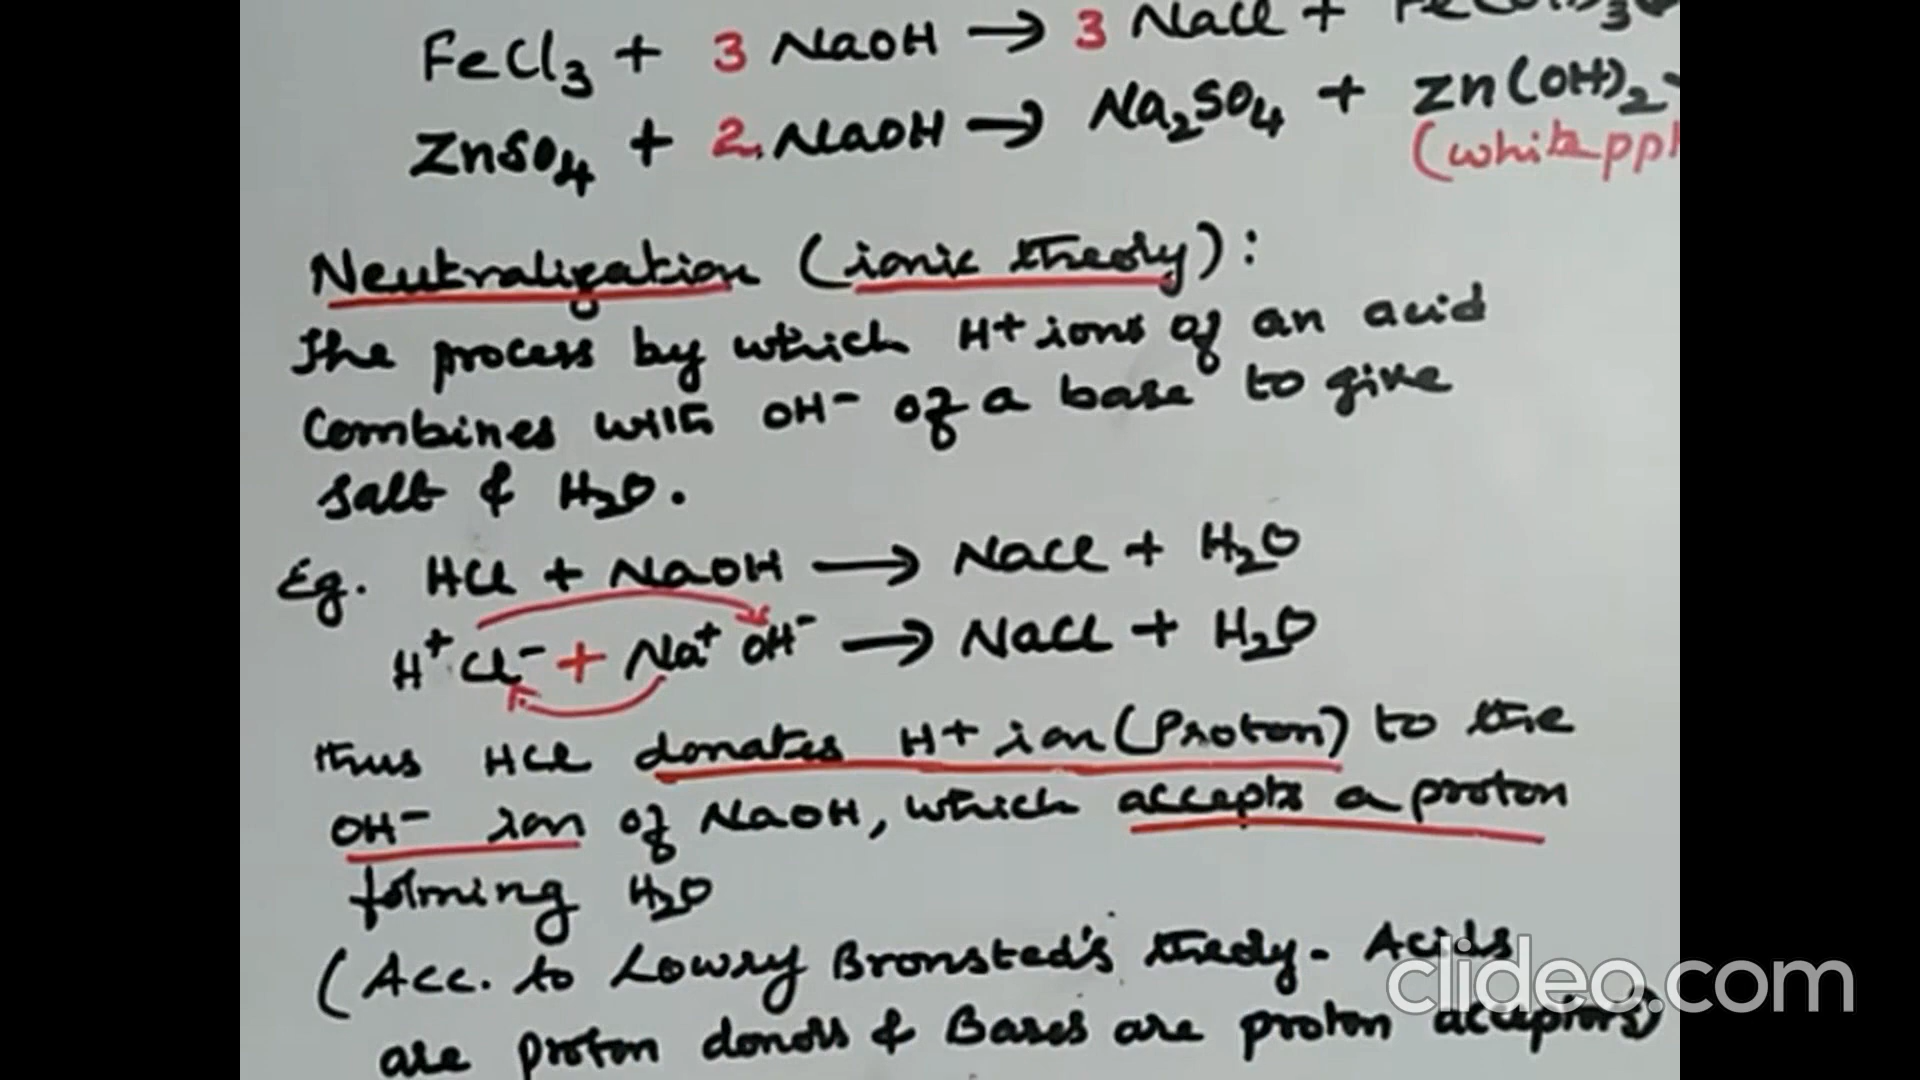 FeCl3 + 3 NaOH → 3 NaCl +
ZnSO4 + 2 NaOH → Na2SO4 + Zn(OH)2
(white ppt
Neutralization (ionic theory):
The process by which H+ ions of an acid
Combines with OH- of a base to give
salt & H2O.
Eg. HCl + NaOH → NaCl + H2O
H+ Cl- + Na+ OH- → NaCl + H2O
thus HCl donates H+ ion (Proton) to the
OH- ion of NaOH, which accepts a proton
forming H2O
(Acc. to Lowry Bronsted's theory - Acids
are proton donors & Bases are proton acceptors)
clideo.com